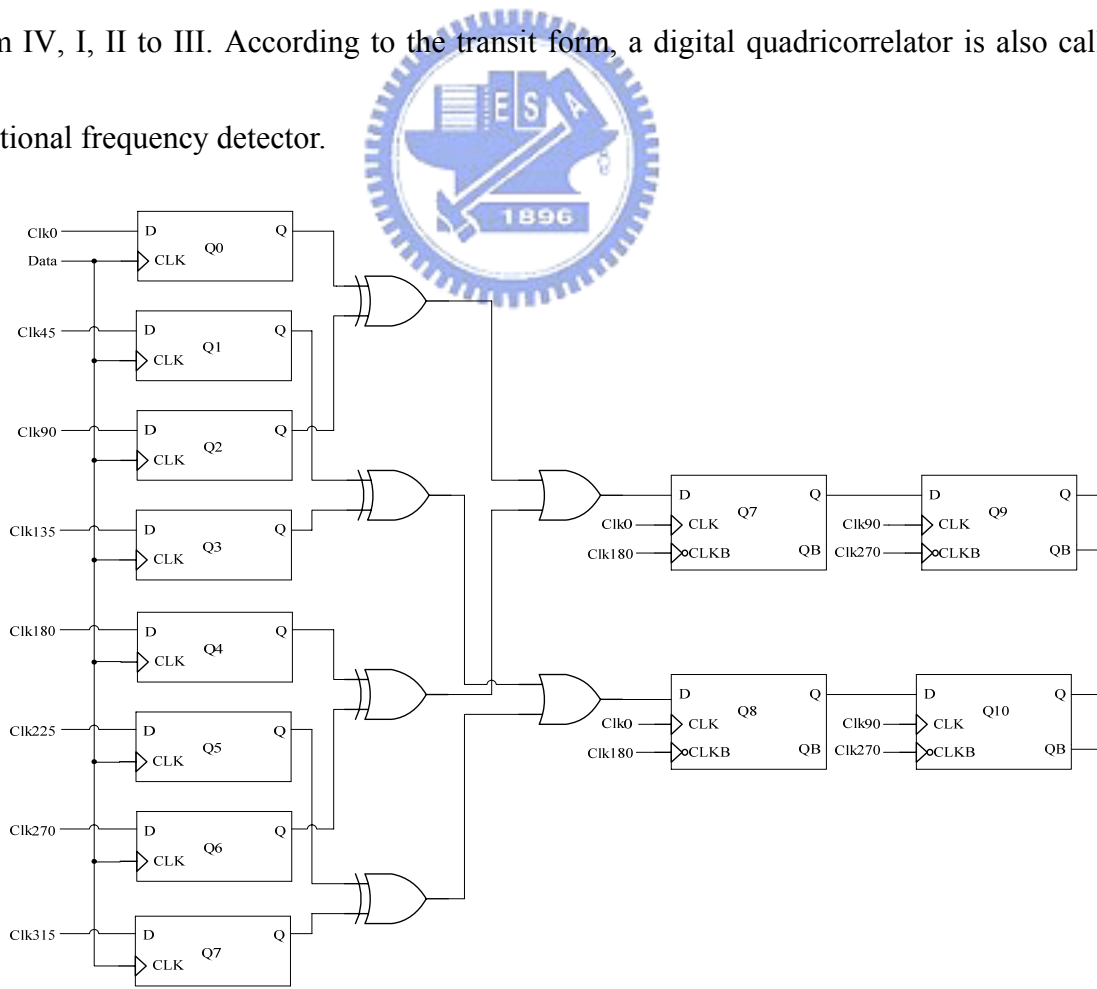 m IV, I, II to III. According to the transit form, a digital quadricorrelator is also cal
tional frequency detector.
E S A
1896
Clk0 D Q0 Q
Data CLK
Clk45 D Q1 Q
CLK
Clk90 D Q2 Q
CLK
Clk135 D Q3 Q
CLK
Clk180 D Q4 Q
CLK
Clk225 D Q5 Q
CLK
Clk270 D Q6 Q
CLK
Clk315 D Q7 Q
CLK
D Q7 Q
Clk0 CLK
Clk180 CLKB QB
D Q9 Q
Clk90 CLK
Clk270 CLKB QB
D Q8 Q
Clk0 CLK
Clk180 CLKB QB
D Q10 Q
Clk90 CLK
Clk270 CLKB QB